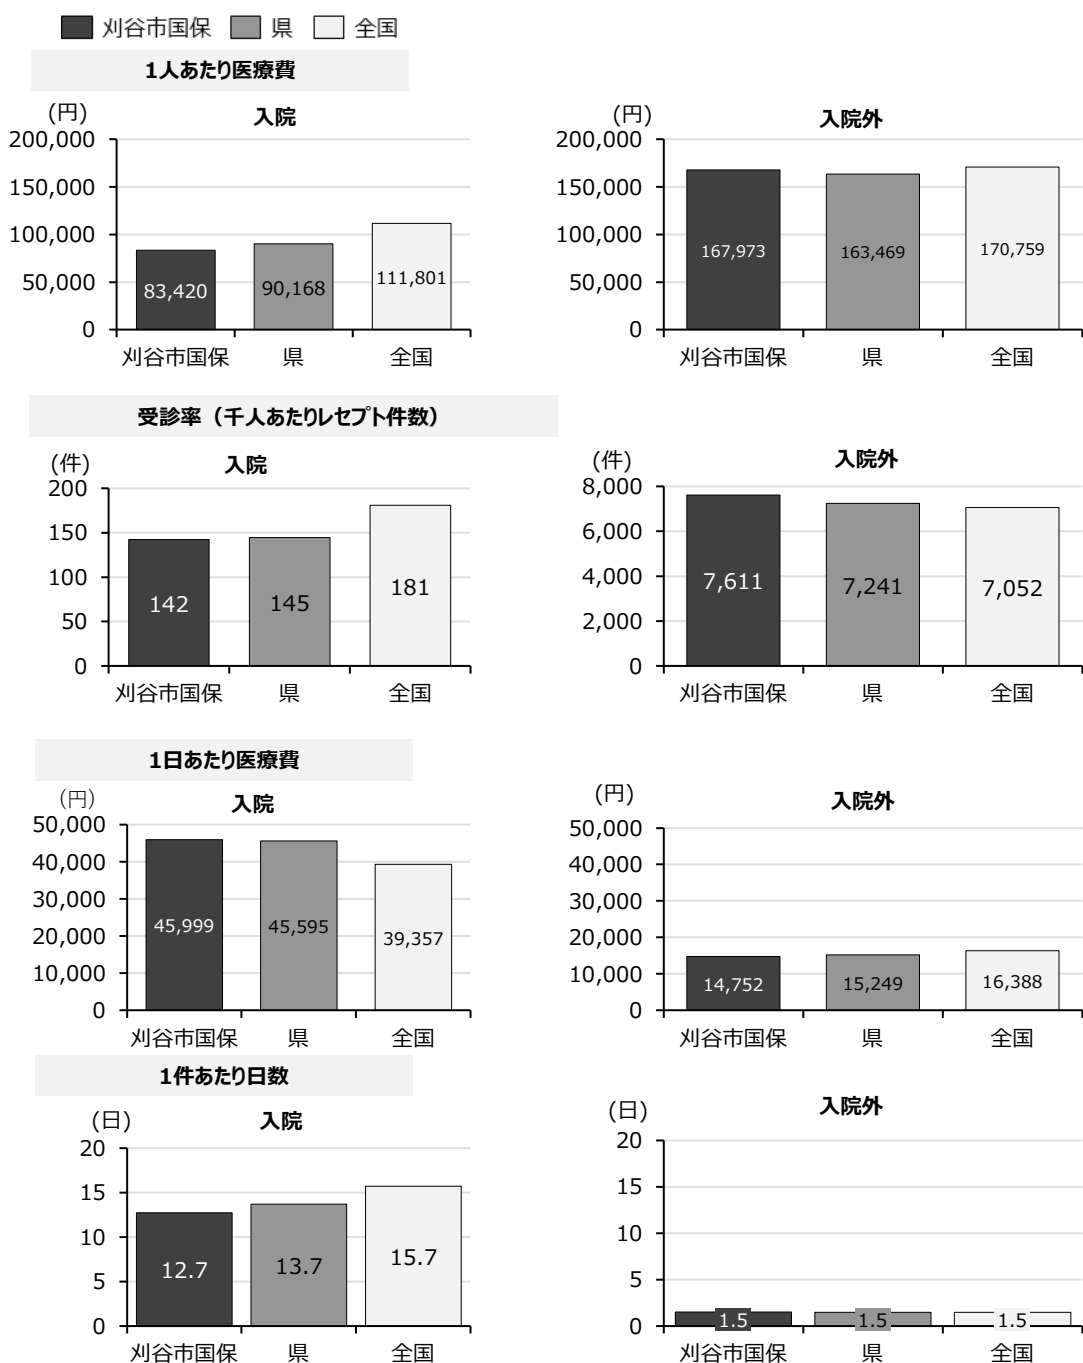 刈谷市国保 県 全国
1人あたり医療費
(円) 入院
200,000
150,000
100,000
50,000
0
83,420 90,168 111,801
刈谷市国保 県 全国
(円) 入院外
200,000
150,000
100,000
50,000
0
167,973 163,469 170,759
刈谷市国保 県 全国
受診率（千人あたりレセプト件数）
(件) 入院
200
150
100
50
0
142 145 181
刈谷市国保 県 全国
(件) 入院外
8,000
6,000
4,000
2,000
0
7,611 7,241 7,052
刈谷市国保 県 全国
1日あたり医療費
(円) 入院
50,000
40,000
30,000
20,000
10,000
0
45,999 45,595 39,357
刈谷市国保 県 全国
(円) 入院外
50,000
40,000
30,000
20,000
10,000
0
14,752 15,249 16,388
刈谷市国保 県 全国
1件あたり日数
(日) 入院
20
15
10
5
0
12.7 13.7 15.7
刈谷市国保 県 全国
(日) 入院外
20
15
10
5
0
1.5 1.5 1.5
刈谷市国保 県 全国